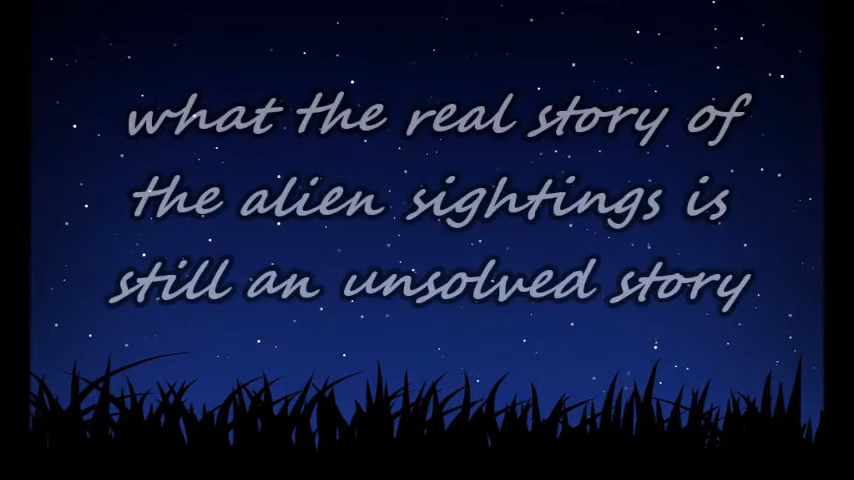 what the real story of
the alien sightings is
still an unsolved story